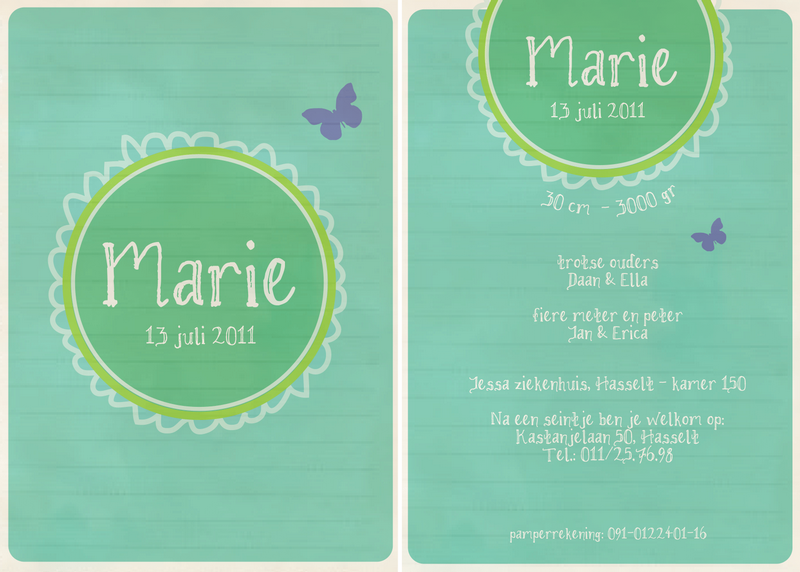 Marie
13 juli 2011
Marie
13 juli 2011
30 cm - 3000 gr
trotse ouders
Daan & Ella
fiere meter en peter
Jan & Erica
Jessa ziekenhuis, Hasselt - kamer 150
Na een seintje ben je welkom op:
Kastanjelaan 50, Hasselt
Tel.: 011/25.76.98
pamperrekening: 091-0122401-16